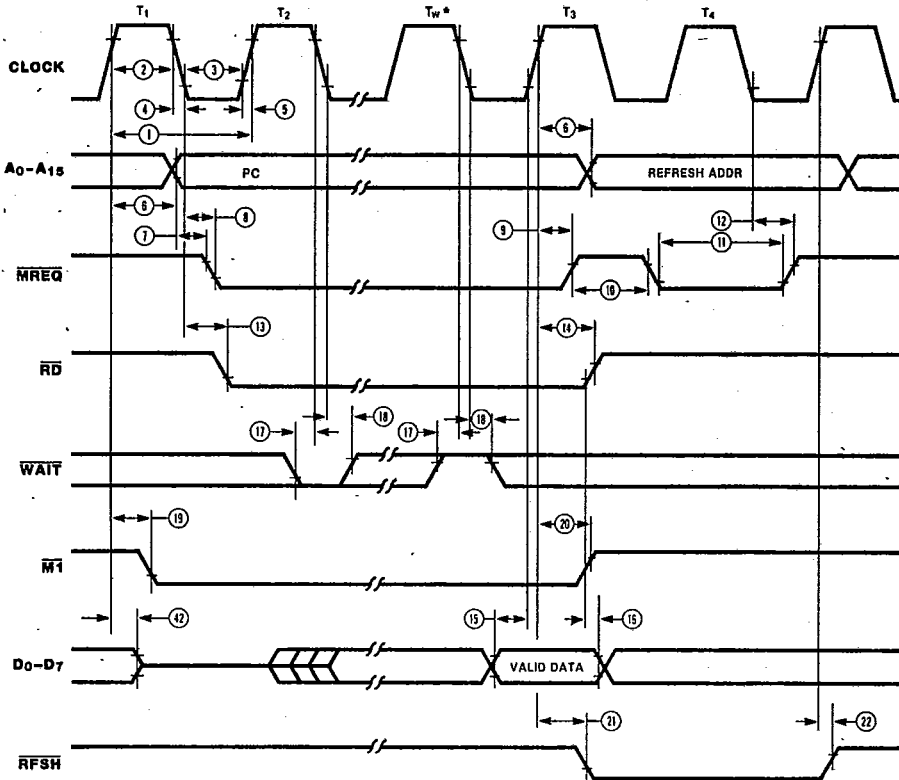 T1 T2 Tw* T3 T4
CLOCK
2 3
4 5
1 6
A0-A15 PC REFRESH ADDR
6 8 12
7 9 11
MREQ
10
13 14
RD
17 18 17 18
WAIT
19 20
M1
42 15 16
D0-D7 VALID DATA
21 22
RFSH